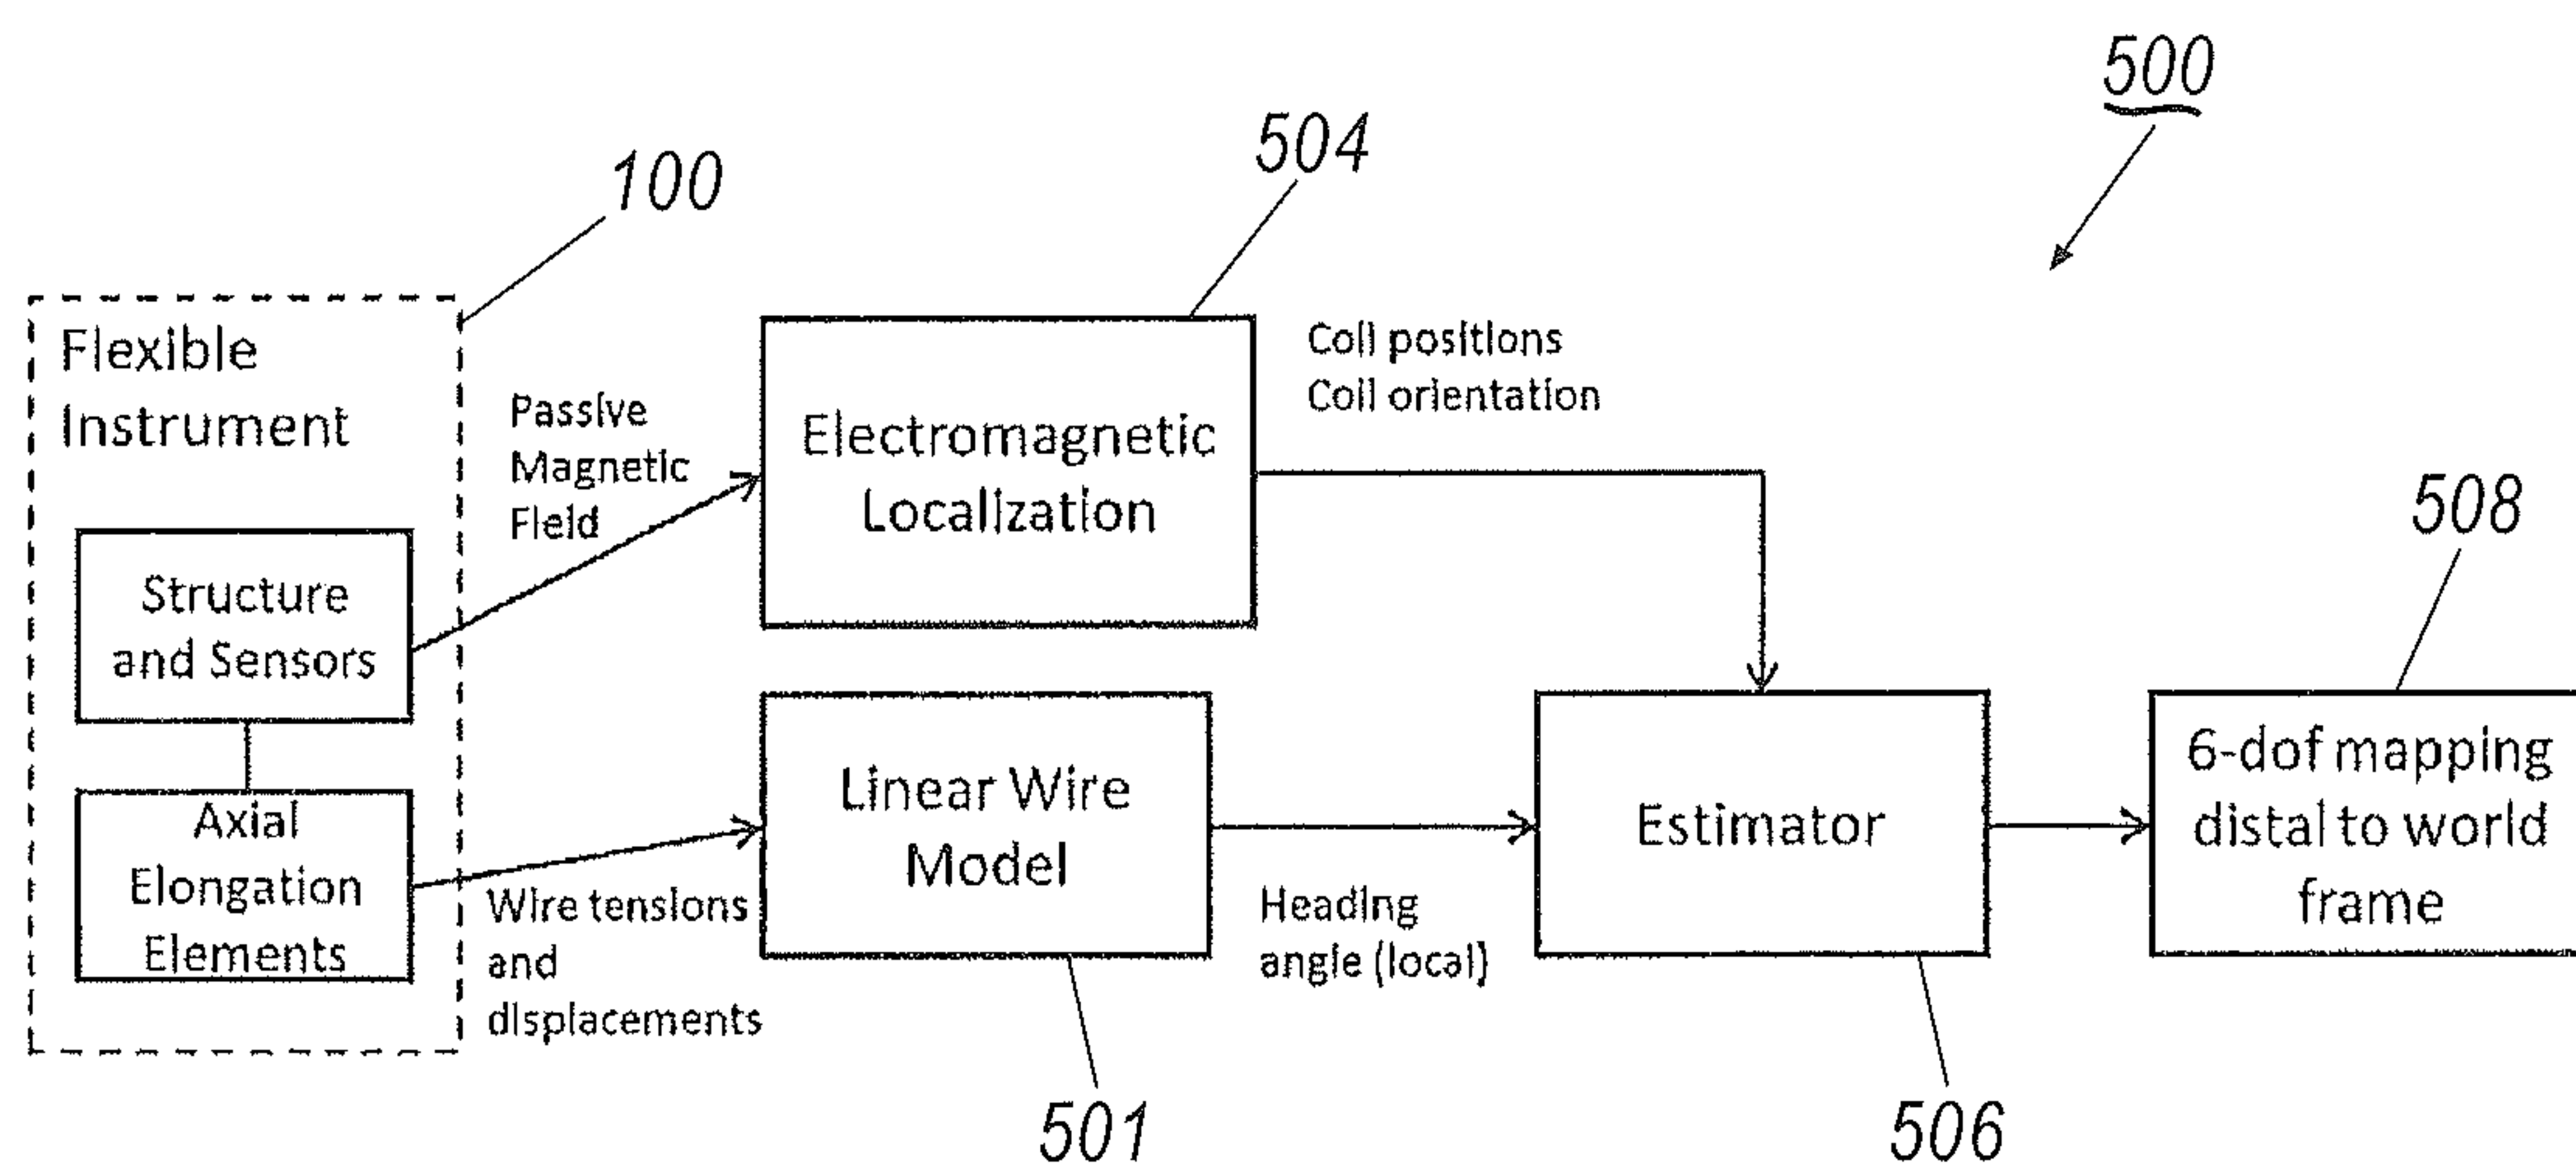 500
504
100
Flexible
Instrument
Passive
Magnetic
Field
Electromagnetic
Localization
Coil positions
Coil orientation
508
Structure
and Sensors
Axial
Elongation
Elements
Wire tensions
and
displacements
Linear Wire
Model
Heading
angle (local)
Estimator
6-dof mapping
distal to world
frame
501
506